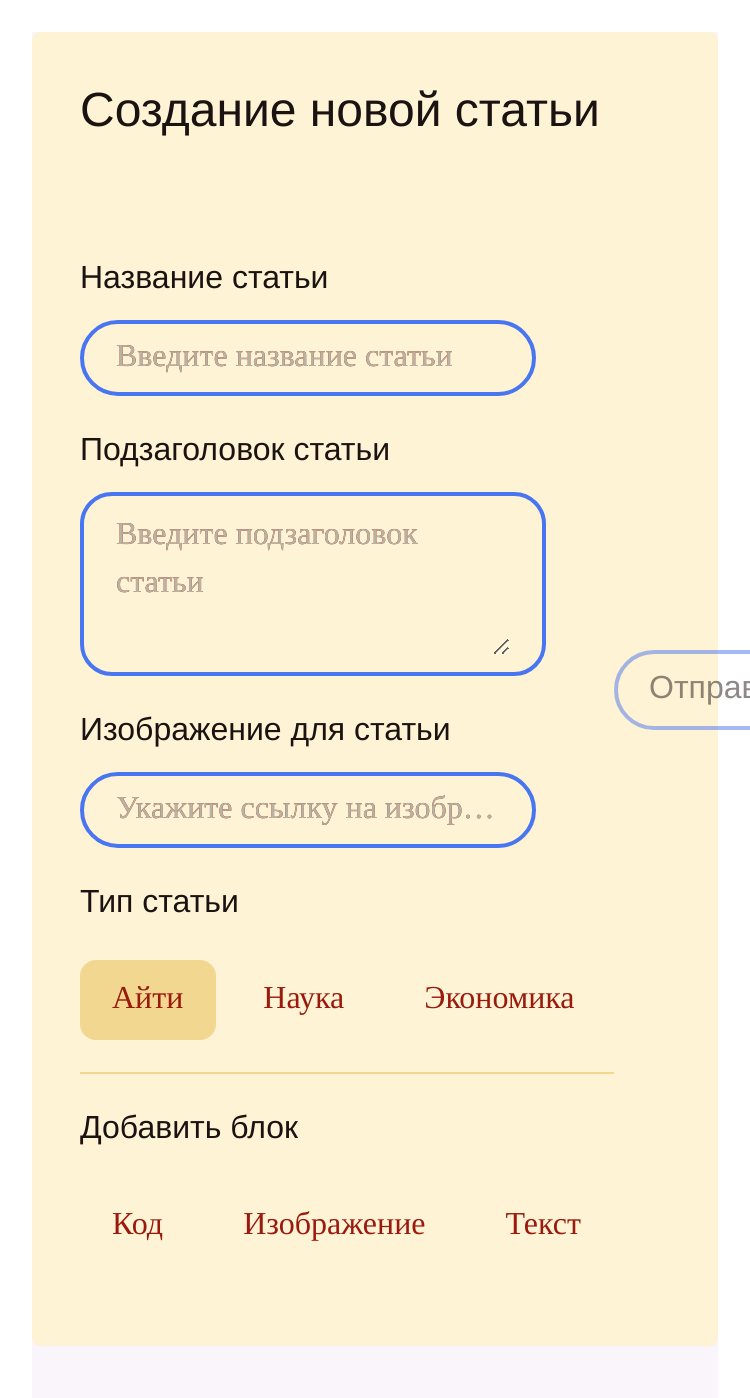 Создание новой статьи
Название статьи
Введите название статьи
Подзаголовок статьи
Введите подзаголовок
статьи
Отправ
Изображение для статьи
Укажите ссылку на изобр…
Тип статьи
Айти Наука Экономика
Добавить блок
Код Изображение Текст